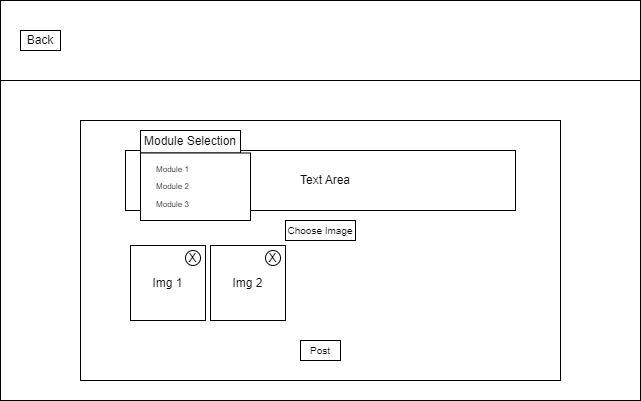 Back
Module Selection
Module 1
Module 2
Module 3
Text Area
Choose Image
X
X
Img 1
Img 2
Post